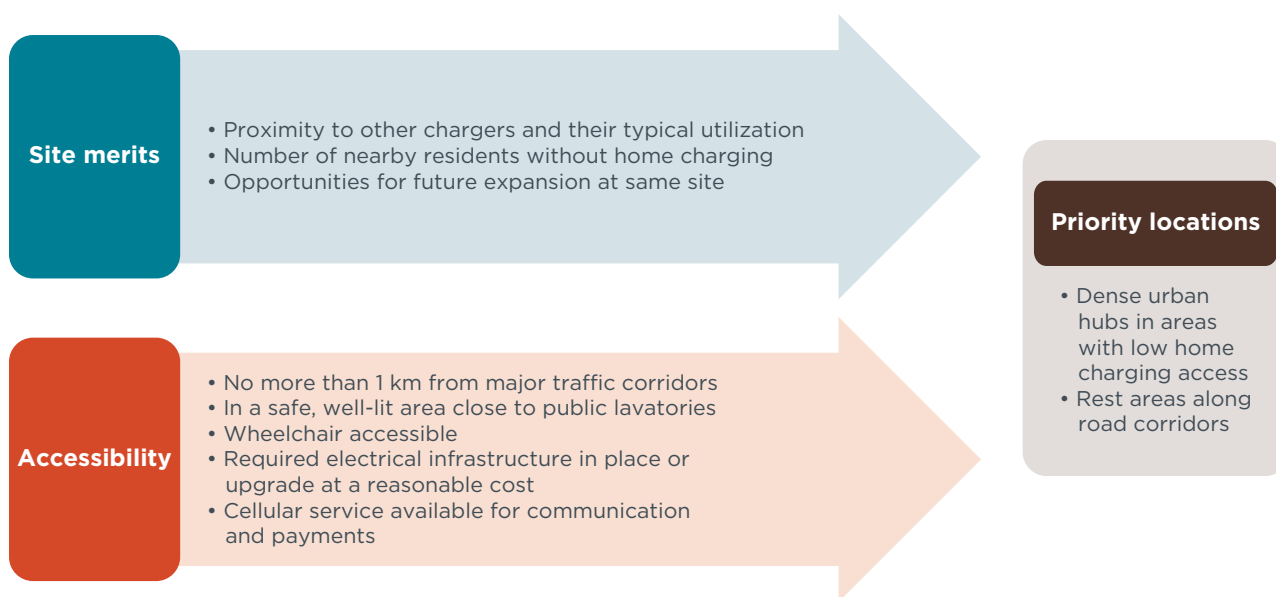 Site merits
• Proximity to other chargers and their typical utilization
• Number of nearby residents without home charging
• Opportunities for future expansion at same site
Accessibility
• No more than 1 km from major traffic corridors
• In a safe, well-lit area close to public lavatories
• Wheelchair accessible
• Required electrical infrastructure in place or
upgrade at a reasonable cost
• Cellular service available for communication
and payments
Priority locations
• Dense urban
hubs in areas
with low home
charging access
• Rest areas along
road corridors